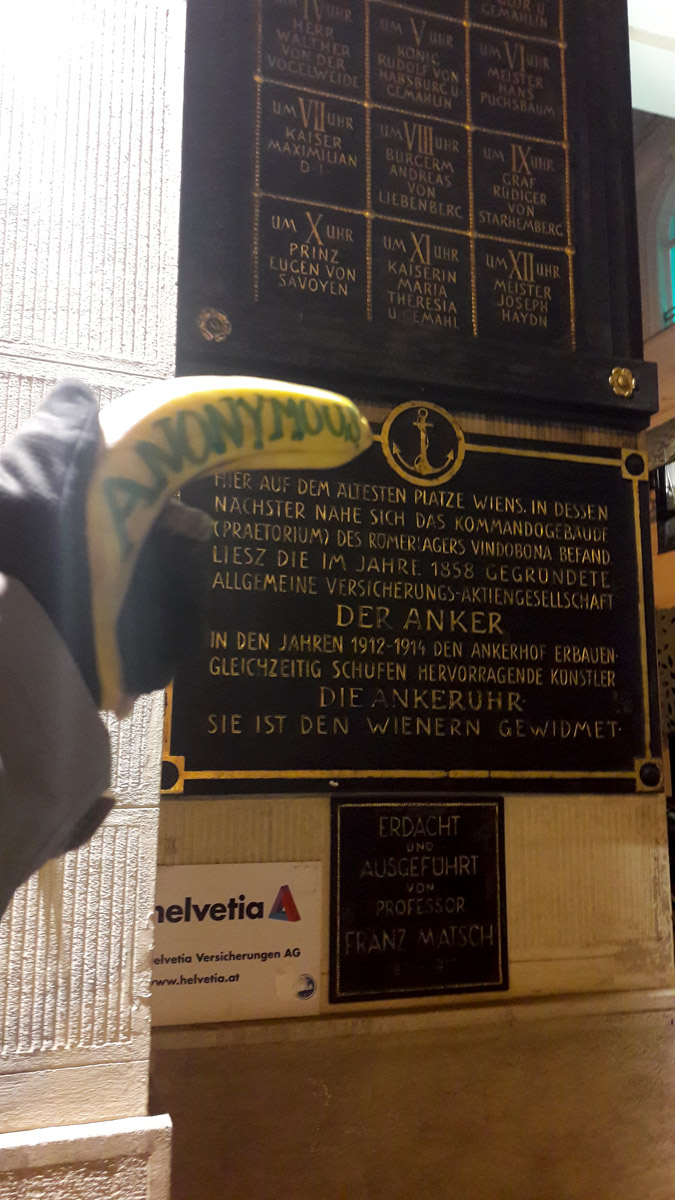 UM IV UHR
HERR
WALTHER
VON DER
VOGELWEIDE
UM V UHR
KÖNIG
RUDOLF VON
HABSBURG U·
GEMAHLIN
GEMAHLIN
UM VI UHR
MEISTER
HANS
PUCHSBAUM
UM VII UHR
KAISER
MAXIMILIAN
D· I·
UM VIII UHR
BÜRGERM·
ANDREAS
VON
LIEBENBERG
UM IX UHR
GRAF
RÜDIGER
VON
STARHEMBERG
UM X UHR
PRINZ
EUGEN VON
SAVOYEN
UM XI UHR
KAISERIN
MARIA
THERESIA
U· GEMAHL
UM XII UHR
MEISTER
JOSEPH
HAYDN
ANONYMOUS
HIER AUF DEM ÄLTESTEN PLATZE WIENS, IN DESSEN
NÄCHSTER NÄHE SICH DAS KOMMANDOGEBÄUDE
(PRAETORIUM) DES RÖMERLAGERS VINDOBONA BEFAND
LIESZ DIE IM JAHRE 1858 GEGRÜNDETE
ALLGEMEINE VERSICHERUNGS-AKTIENGESELLSCHAFT
DER ANKER
IN DEN JAHREN 1912-1914 DEN ANKERHOF ERBAUEN·
GLEICHZEITIG SCHUFEN HERVORRAGENDE KÜNSTLER
DIE ANKERUHR·
SIE IST DEN WIENERN GEWIDMET·
ERDACHT
UND
AUSGEFÜHRT
VON
PROFESSOR
FRANZ MATSCH
helvetia
elvetia Versicherungen AG
www.helvetia.at